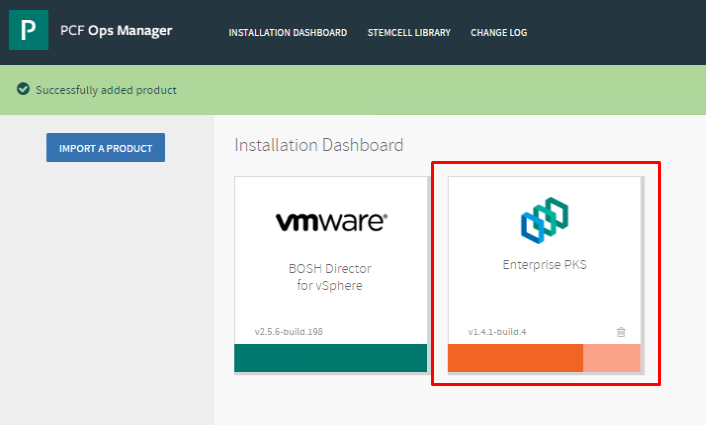 P PCF Ops Manager INSTALLATION DASHBOARD STEMCELL LIBRARY CHANGE LOG
Successfully added product
IMPORT A PRODUCT
Installation Dashboard
vmware®
BOSH Director
for vSphere
v2.5.6-build.198
Enterprise PKS
v1.4.1-build.4